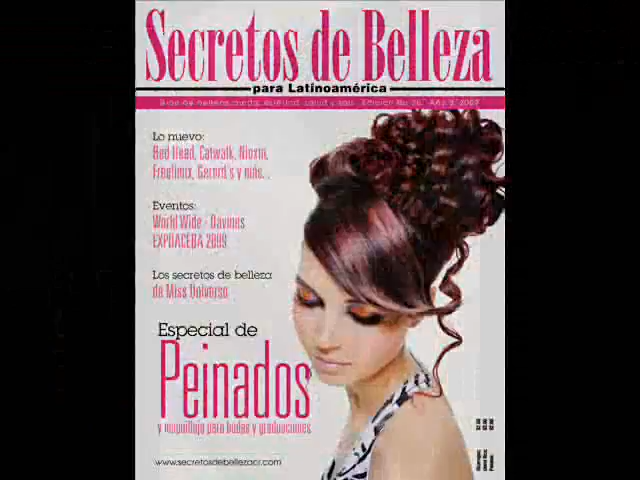 Secretos de Belleza
para Latinoamérica
Lo nuevo:
Bed Head, Catwalk, Nioxin,
Freelimix, Gerard's y más...
Eventos:
World Wide - Davines
EXPOACEBA 2009
Los secretos de belleza
de Miss Universo
Especial de
Peinados
y maquillaje para bodas y graduaciones
www.secretosdebellezacr.com